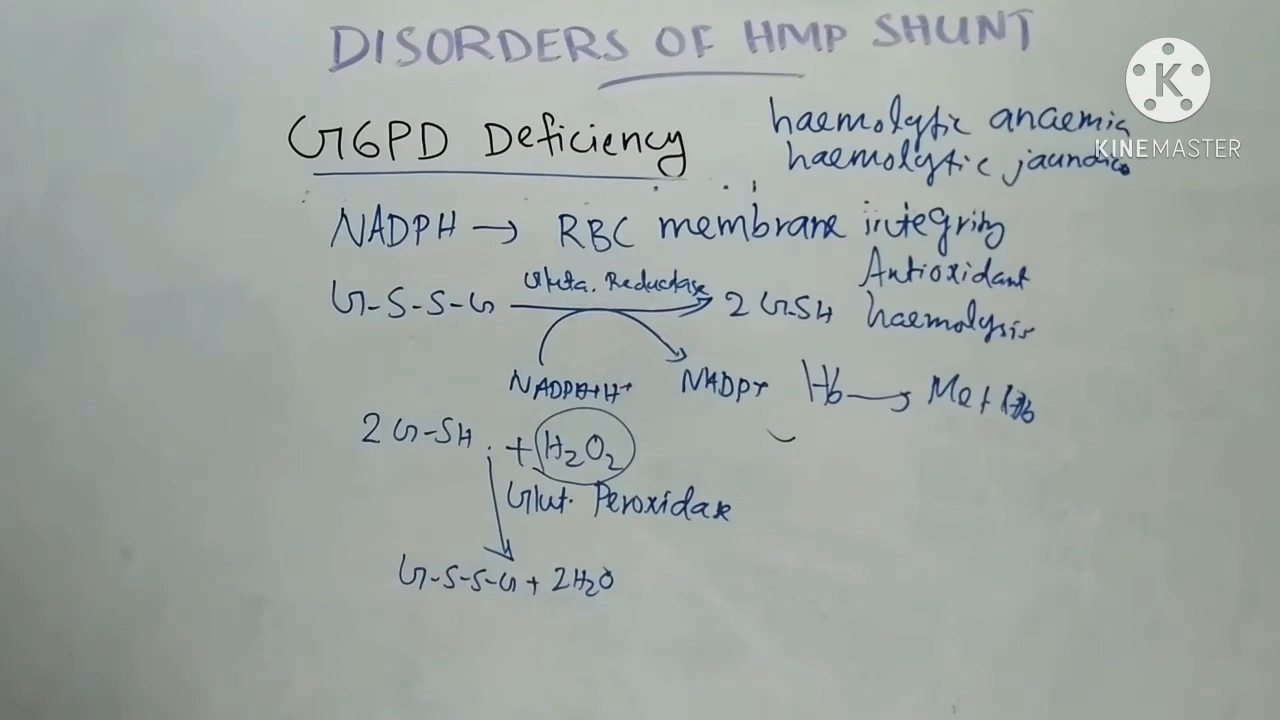 DISORDERS OF HMP SHUNT
G6PD Deficiency
haemolytic anaemia
haemolytic jaundice
KINEMASTER
NADPH → RBC membrane integrity
Antioxidant
G-S-S-G Gluta. Reductase 2 G-SH haemolysis
NADPH+H+ NADP+ Hb → Met Hb
2 G-SH + H2O2
Glut. Peroxidase
G-S-S-G + 2H2O